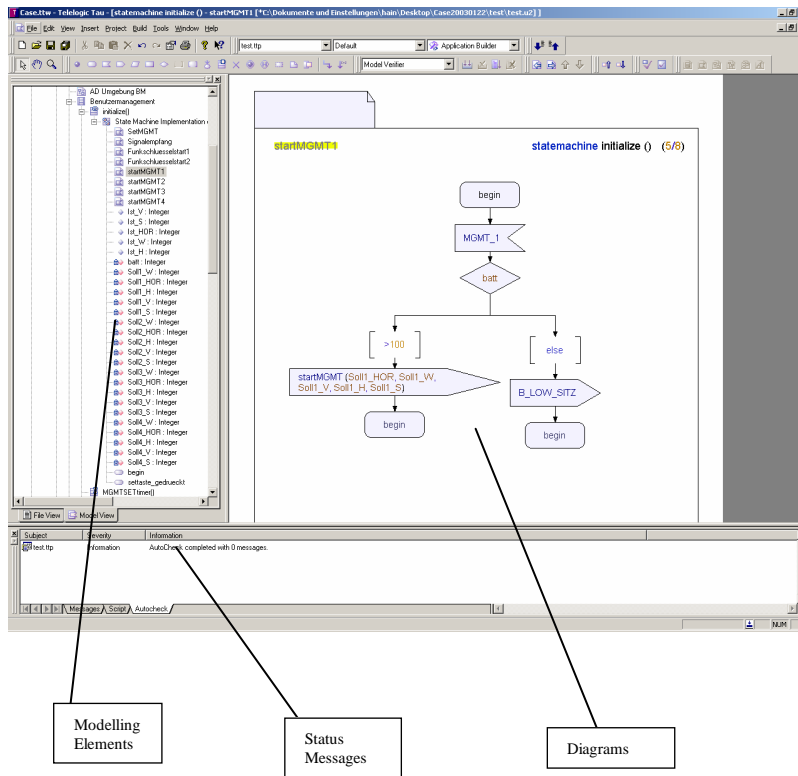 Case.ttw - Telelogic Tau - [statemachine initialize () - startMGMT1 [*C:\Dokumente und Einstellungen\hain\Desktop\Case20030122\test\test.u2] ]
File Edit View Insert Project Build Tools Window Help
test.ttp Default Application Builder
Model Verifier
AD Umgebung BM
Benutzermanagement
initialize()
State Machine Implementation
SetMGMT
Signalempfang
Funkschluesselstart1
Funkschluesselstart2
startMGMT1
startMGMT2
startMGMT3
startMGMT4
Ist_V : Integer
Ist_S : Integer
Ist_HOR : Integer
Ist_W : Integer
Ist_H : Integer
batt : Integer
Soll1_W : Integer
Soll1_HOR : Integer
Soll1_H : Integer
Soll1_V : Integer
Soll1_S : Integer
Soll2_W : Integer
Soll2_HOR : Integer
Soll2_H : Integer
Soll2_V : Integer
Soll2_S : Integer
Soll3_W : Integer
Soll3_HOR : Integer
Soll3_H : Integer
Soll3_V : Integer
Soll3_S : Integer
Soll4_W : Integer
Soll4_HOR : Integer
Soll4_H : Integer
Soll4_V : Integer
Soll4_S : Integer
begin
settaste_gedrueckt
MGMTSETtimer()
File View Model View
startMGMT1 statemachine initialize () (5/8)
begin
MGMT_1
batt
>100
else
startMGMT (Soll1_HOR, Soll1_W,
Soll1_V, Soll1_H, Soll1_S)
B_LOW_SITZ
begin
begin
Subject Severity Information
test.ttp Information AutoCheck completed with 0 messages.
Messages Script Autocheck
NUM
Modelling
Elements
Status
Messages
Diagrams